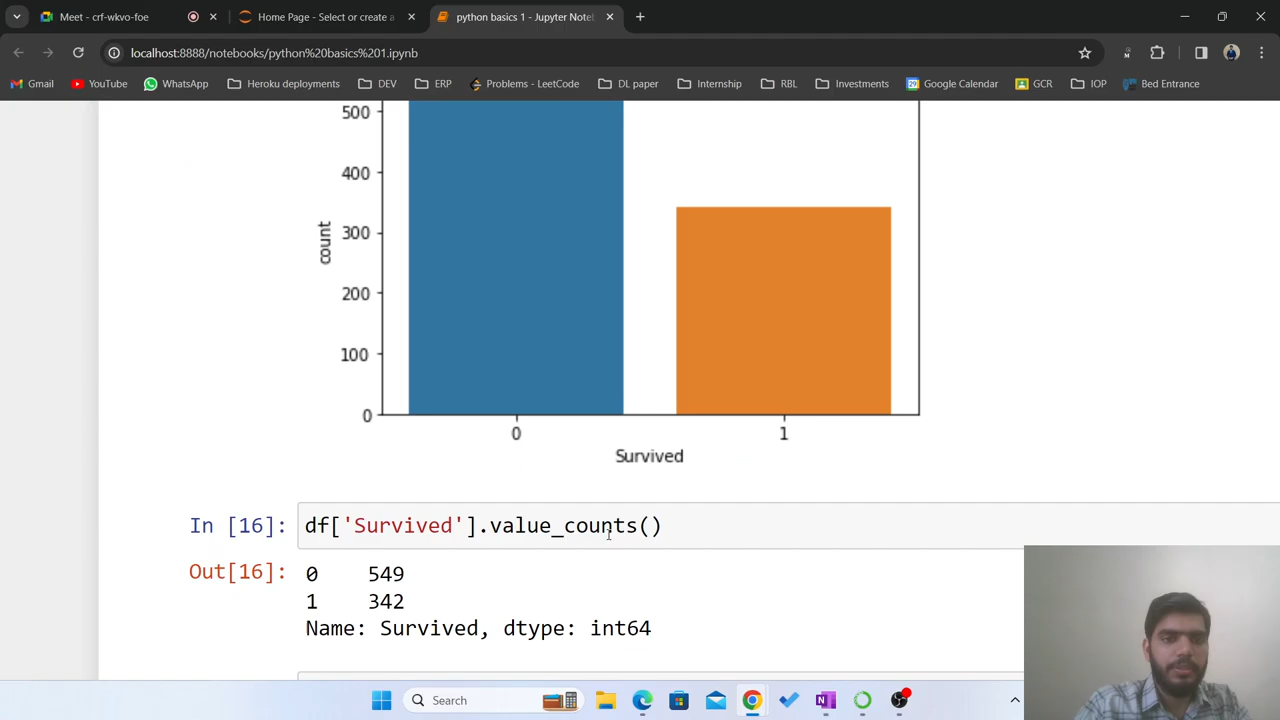 Meet - crf-wkvo-foe
Home Page - Select or create a
python basics 1 - Jupyter Noteb
localhost:8888/notebooks/python%20basics%201.ipynb
Gmail
YouTube
WhatsApp
Heroku deployments
DEV
ERP
Problems - LeetCode
DL paper
Internship
RBL
Investments
Google Calendar
GCR
IOP
Bed Entrance
500
400
300
200
100
0
count
0
1
Survived
In [16]:
df['Survived'].value_counts()
Out[16]:
0 549
1 342
Name: Survived, dtype: int64
Search